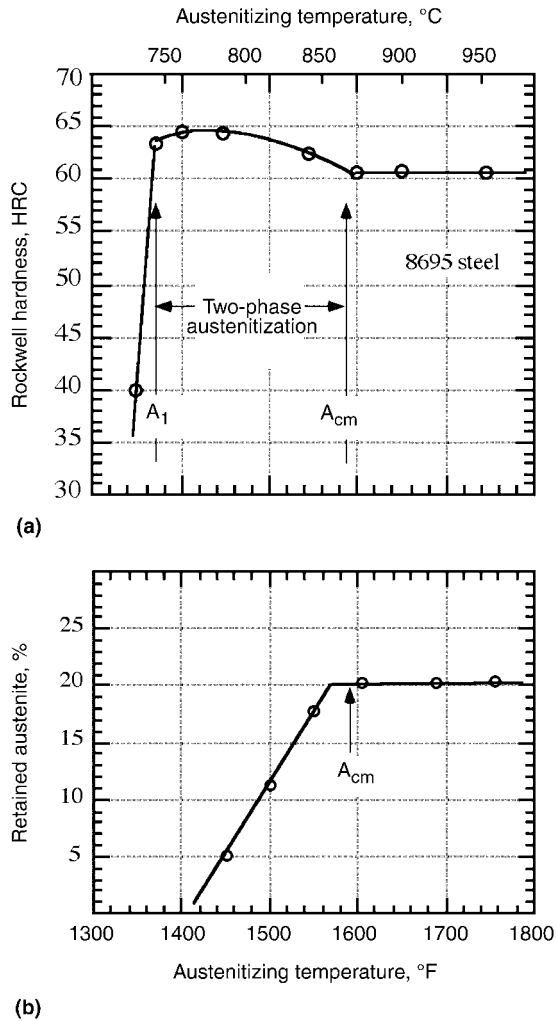 Austenitizing temperature, °C
750 800 850 900 950
70
65
60
55
50
45
40
35
30
Rockwell hardness, HRC
8695 steel
Two-phase
austenitization
A1
Acm
(a)
25
20
15
10
5
Retained austenite, %
Acm
1300 1400 1500 1600 1700 1800
Austenitizing temperature, °F
(b)